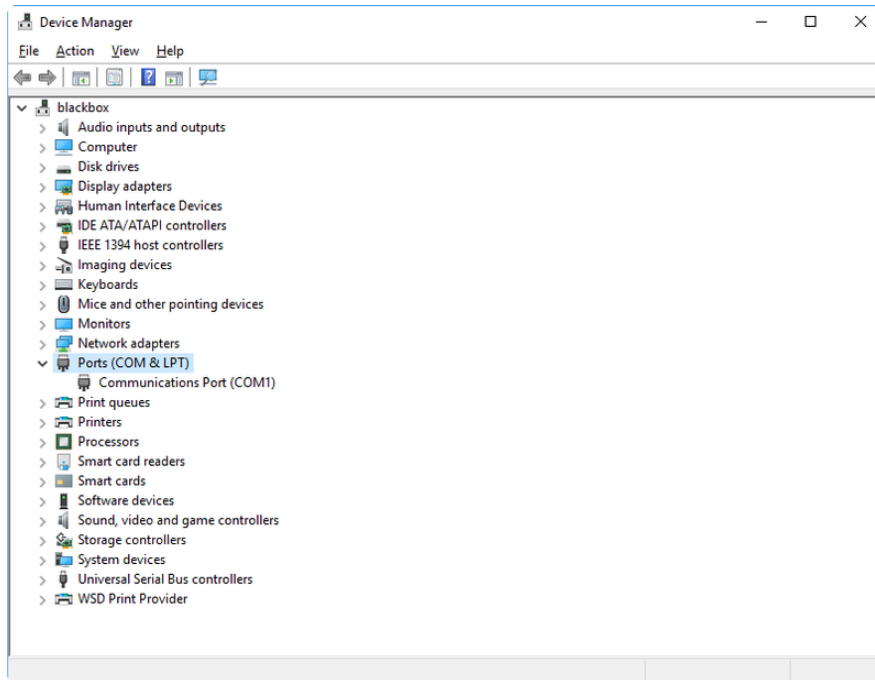 Device Manager
File Action View Help
blackbox
Audio inputs and outputs
Computer
Disk drives
Display adapters
Human Interface Devices
IDE ATA/ATAPI controllers
IEEE 1394 host controllers
Imaging devices
Keyboards
Mice and other pointing devices
Monitors
Network adapters
Ports (COM & LPT)
Communications Port (COM1)
Print queues
Printers
Processors
Smart card readers
Smart cards
Software devices
Sound, video and game controllers
Storage controllers
System devices
Universal Serial Bus controllers
WSD Print Provider